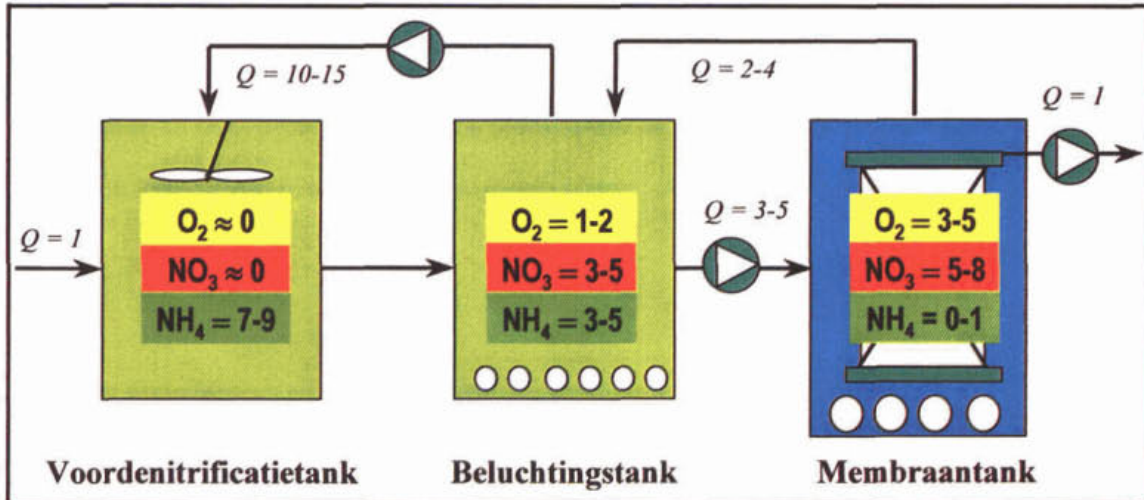 Q = 10-15
Q = 2-4
Q = 1
Q = 1
O₂ ≈ 0
NO₃ ≈ 0
NH₄ = 7-9
O₂ = 1-2
NO₃ = 3-5
NH₄ = 3-5
Q = 3-5
O₂ = 3-5
NO₃ = 5-8
NH₄ = 0-1
Voordenitrificatietank
Beluchtingstank
Membraantank